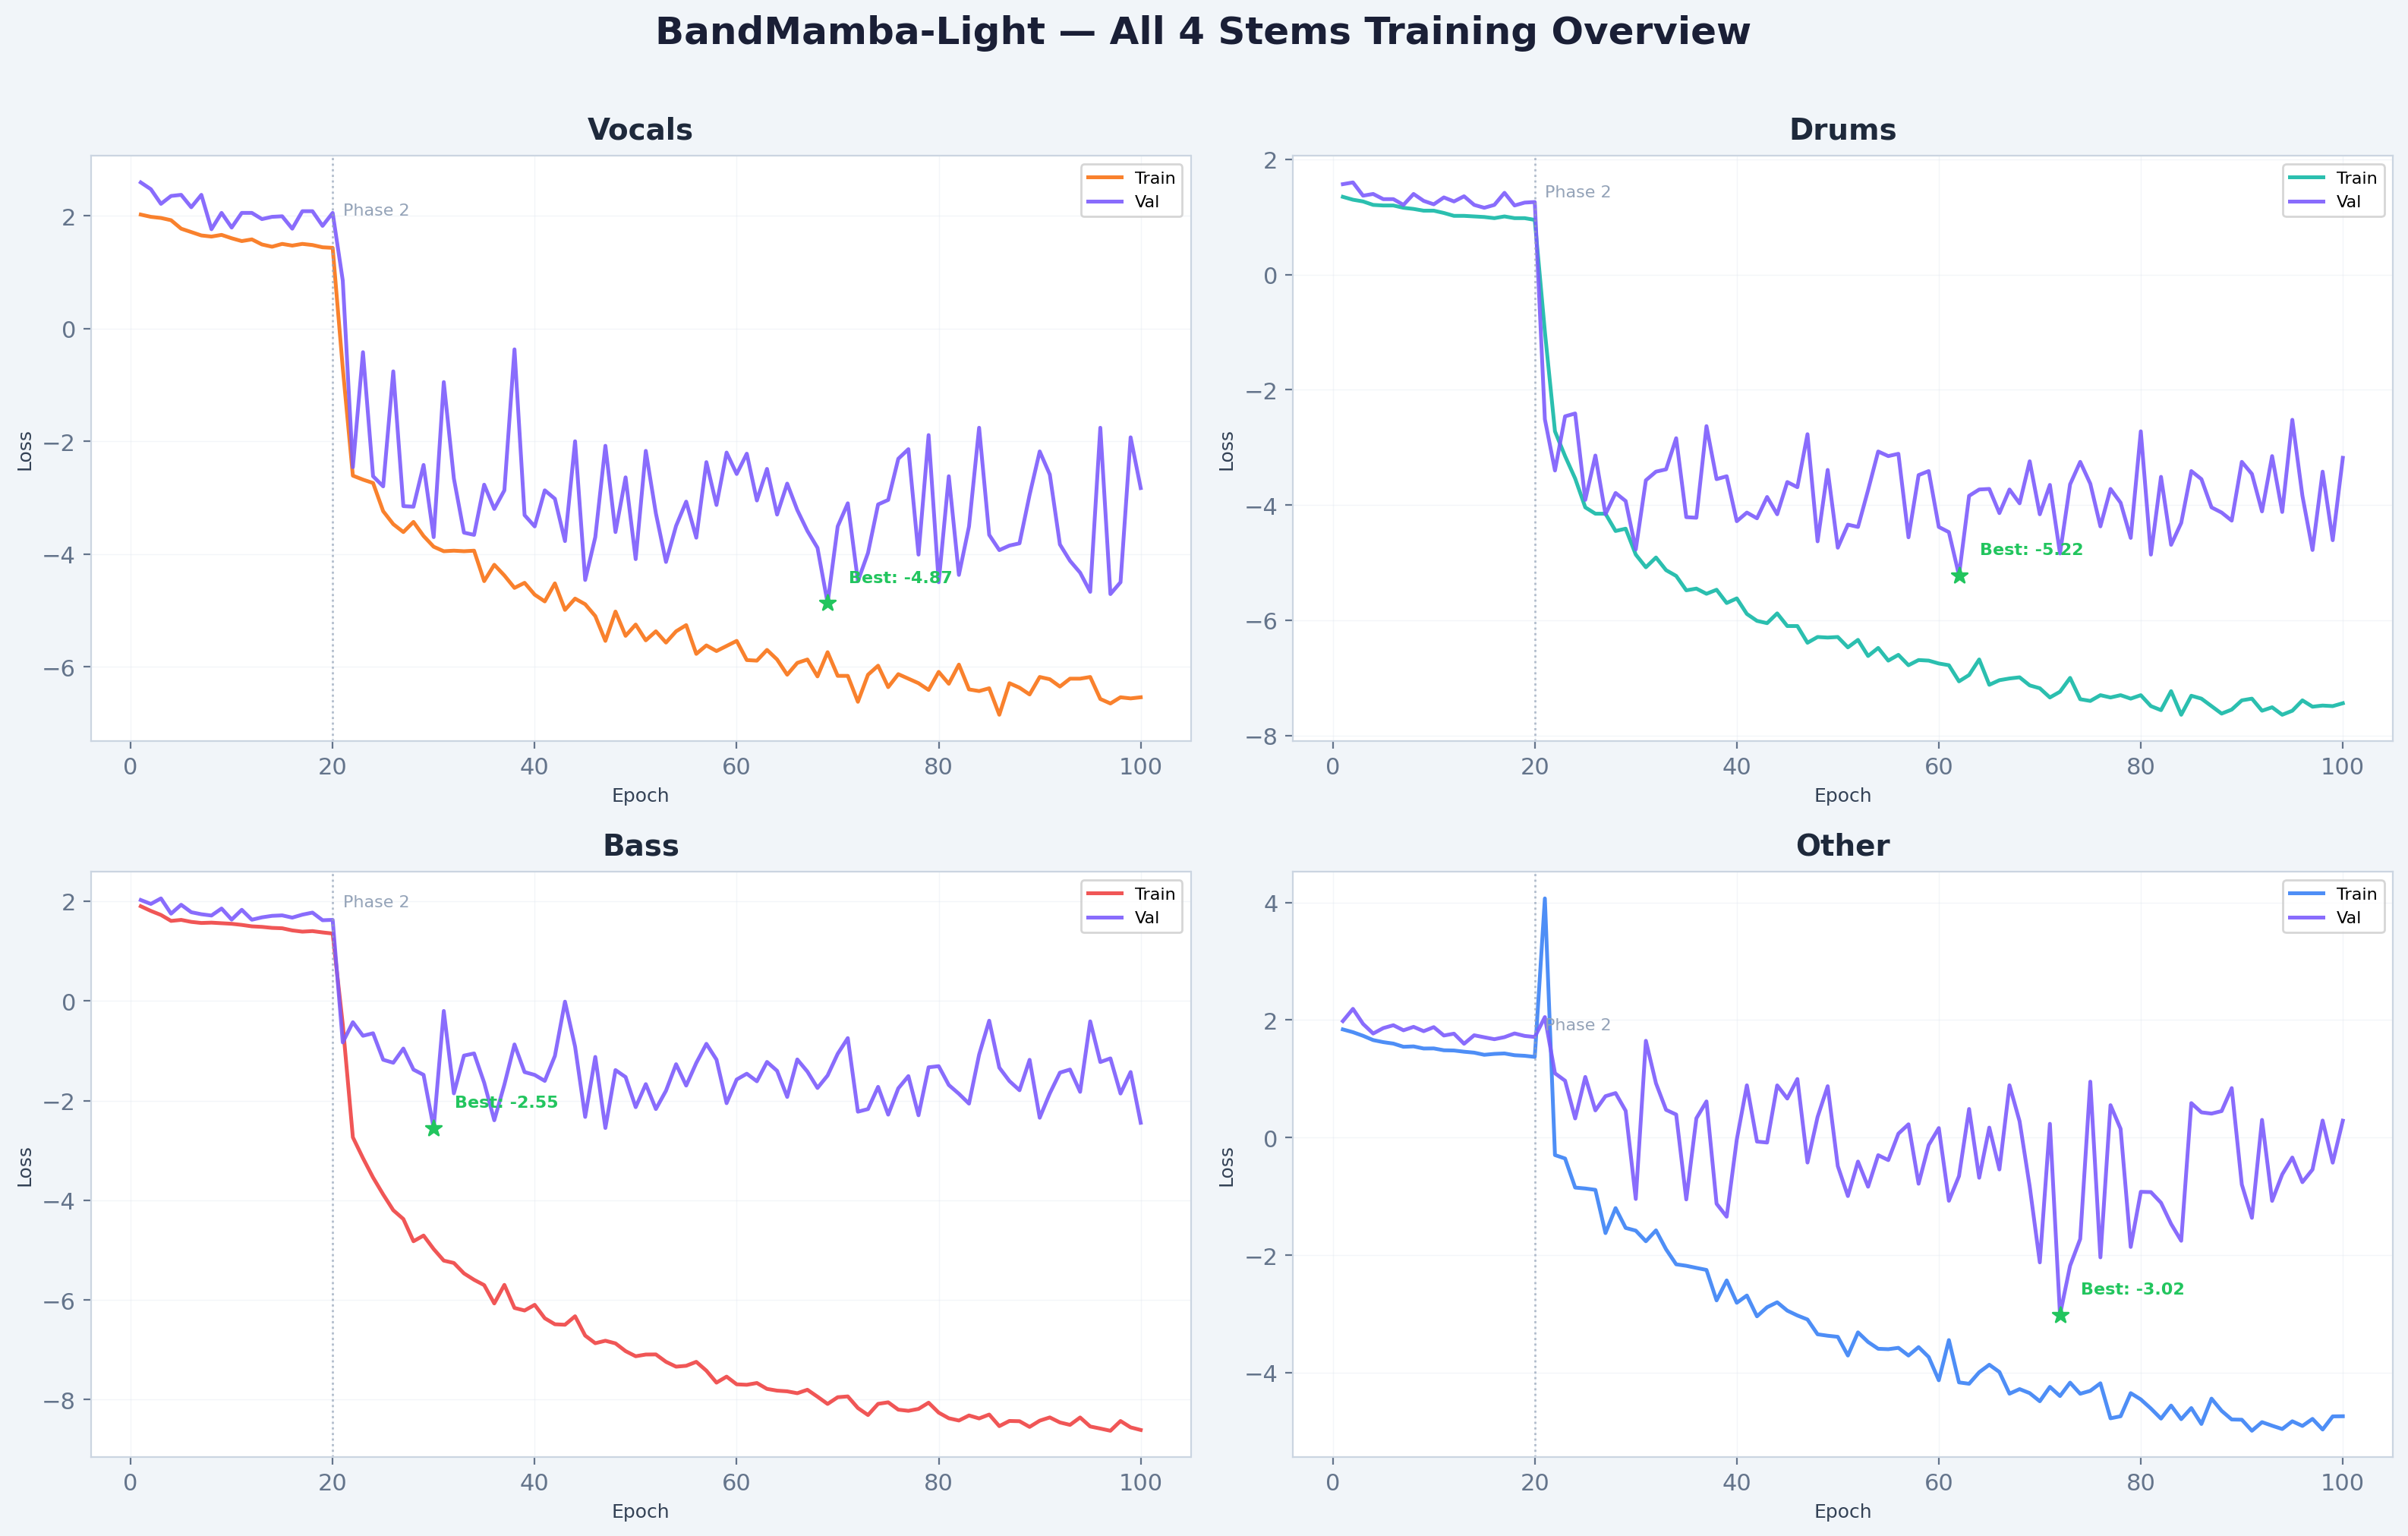 BandMamba-Light — All 4 Stems Training Overview
Vocals
Train
Val
Phase 2
Best: -4.87
2
0
−2
−4
−6
Loss
0 20 40 60 80 100
Epoch
Drums
Train
Val
Phase 2
Best: -5.22
2
0
−2
−4
−6
−8
Loss
0 20 40 60 80 100
Epoch
Bass
Train
Val
Phase 2
Best: -2.55
2
0
−2
−4
−6
−8
Loss
0 20 40 60 80 100
Epoch
Other
Train
Val
Phase 2
Best: -3.02
4
2
0
−2
−4
Loss
0 20 40 60 80 100
Epoch